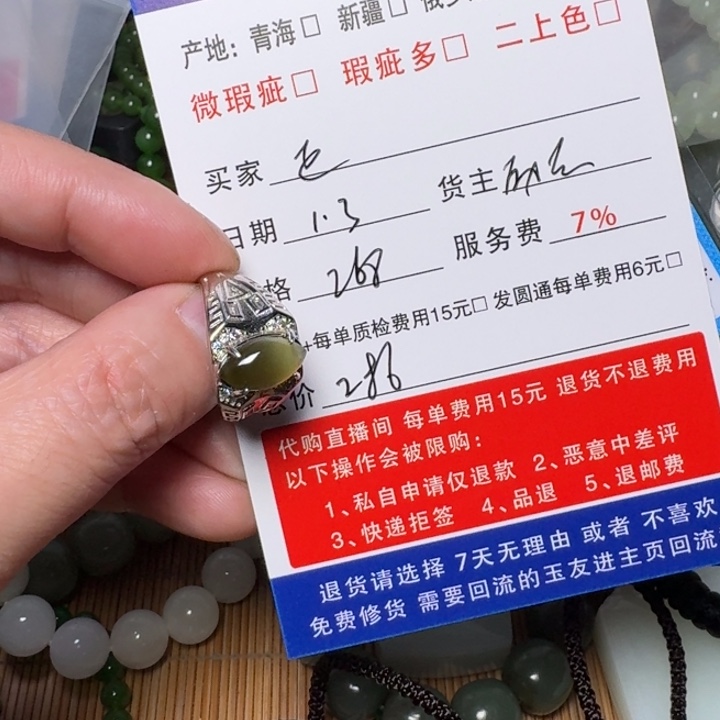 产地：青海□ 新疆□
微瑕疵□ 瑕疵多□ 二上色□
买家
货主
日期 1.3
服务费 7%
格 268
+每单质检费用15元□ 发圆通每单费用6元□
总价 286
代购直播间 每单费用15元 退货不退费用
以下操作会被限购：
1、私自申请仅退款 2、恶意中差评
3、快递拒签 4、品退 5、退邮费
退货请选择 7天无理由 或者 不喜欢
免费修货 需要回流的玉友进主页回流